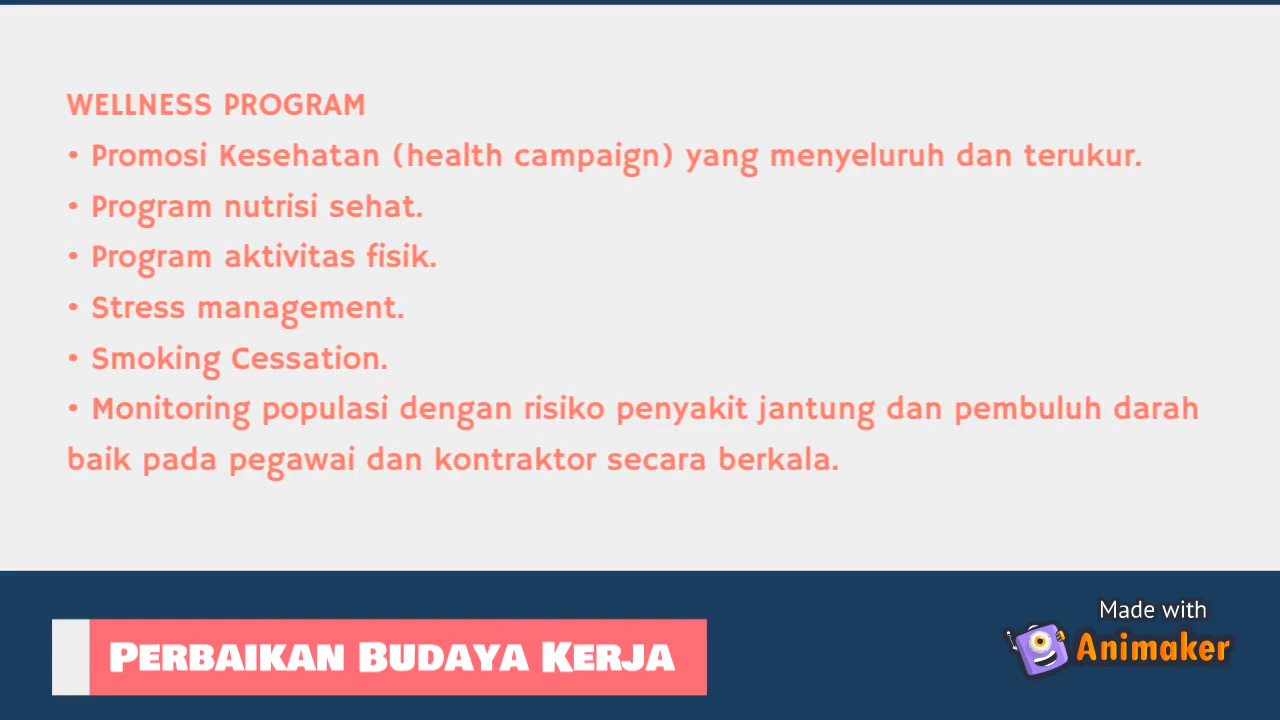 WELLNESS PROGRAM
• Promosi Kesehatan (health campaign) yang menyeluruh dan terukur.
• Program nutrisi sehat.
• Program aktivitas fisik.
• Stress management.
• Smoking Cessation.
• Monitoring populasi dengan risiko penyakit jantung dan pembuluh darah
baik pada pegawai dan kontraktor secara berkala.
Perbaikan Budaya Kerja
Made with
Animaker